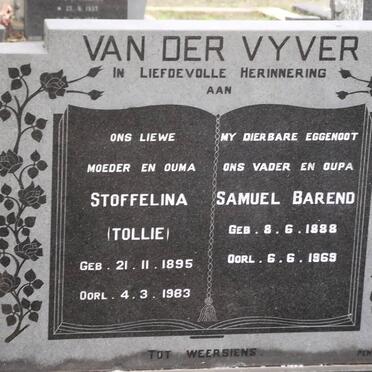 VAN DER VYVER
IN LIEFDEVOLLE HERINNERING
AAN
ONS LIEWE
MOEDER EN OUMA
STOFFELINA
(TOLLIE)
GEB. 21.11.1895
OORL. 4.3.1983
MY DIERBARE EGGENOOT
ONS VADER EN OUPA
SAMUEL BAREND
GEB. 8.6.1888
OORL. 6.6.1969
TOT WEERSIENS